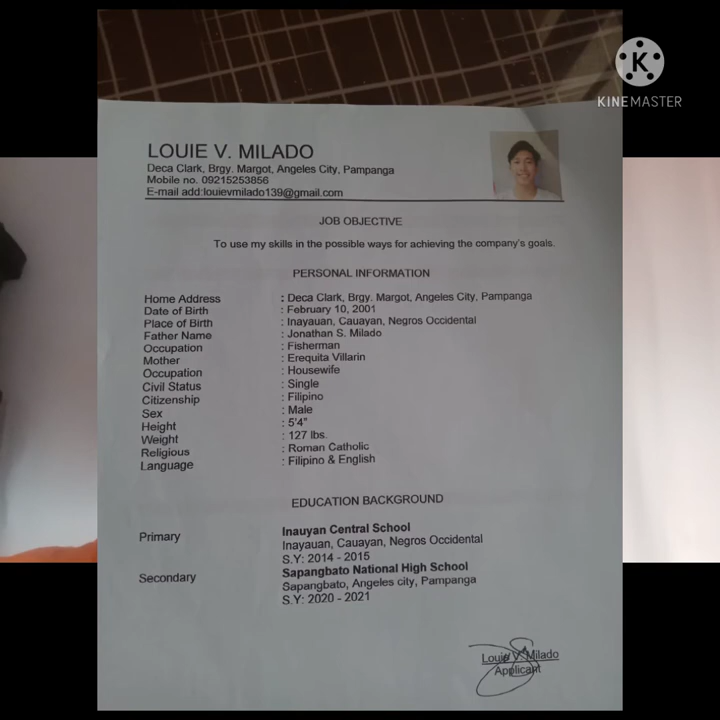 KINEMASTER
LOUIE V. MILADO
Deca Clark, Brgy. Margot, Angeles City, Pampanga
Mobile no. 09215253856
E-mail add:louievmilado139@gmail.com
JOB OBJECTIVE
To use my skills in the possible ways for achieving the company's goals.
PERSONAL INFORMATION
Home Address : Deca Clark, Brgy. Margot, Angeles City, Pampanga
Date of Birth : February 10, 2001
Place of Birth : Inayauan, Cauayan, Negros Occidental
Father Name : Jonathan S. Milado
Occupation : Fisherman
Mother : Erequita Villarin
Occupation : Housewife
Civil Status : Single
Citizenship : Filipino
Sex : Male
Height : 5'4"
Weight : 127 lbs.
Religious : Roman Catholic
Language : Filipino & English
EDUCATION BACKGROUND
Primary Inauyan Central School
Inayauan, Cauayan, Negros Occidental
S.Y: 2014 - 2015
Secondary Sapangbato National High School
Sapangbato, Angeles city, Pampanga
S.Y: 2020 - 2021
Louie V. Milado
Applicant